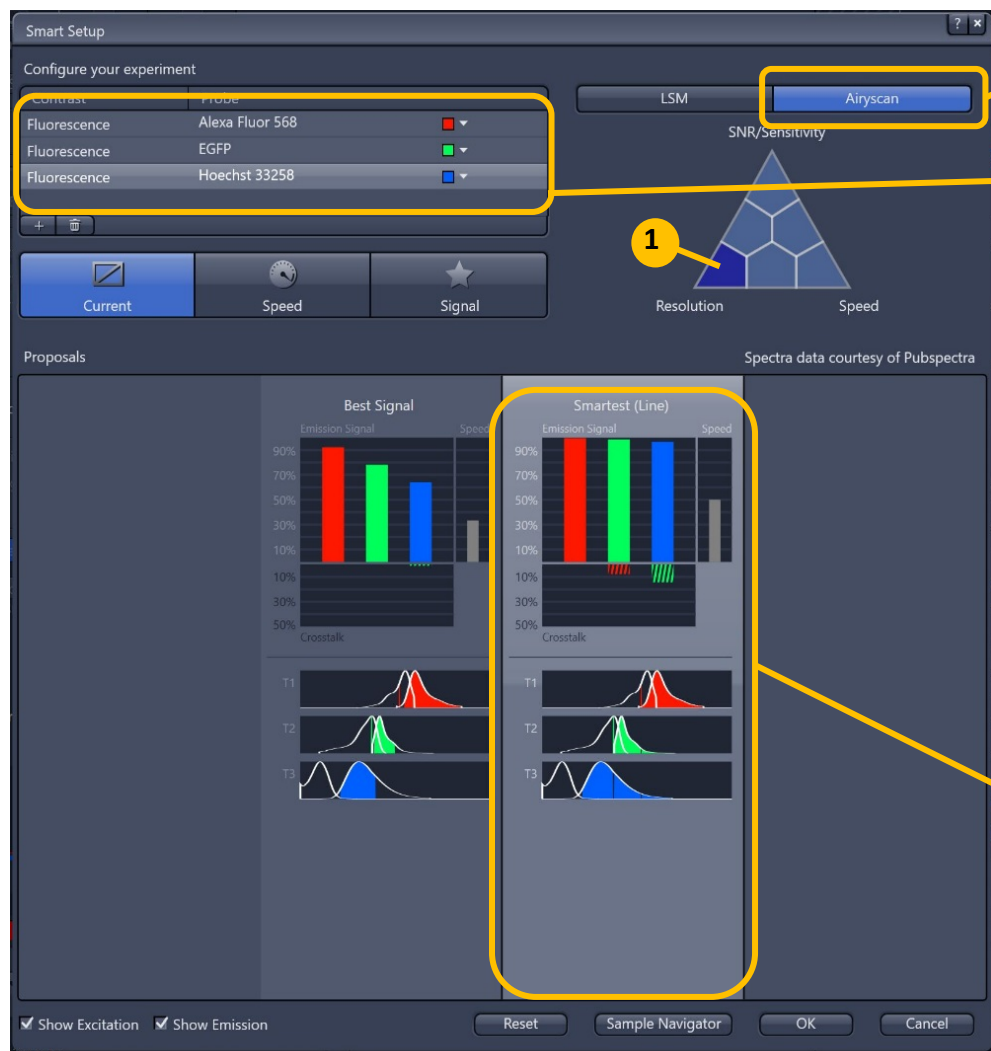 Smart Setup
? ×
Configure your experiment
Contrast Probe
Fluorescence Alexa Fluor 568
Fluorescence EGFP
Fluorescence Hoechst 33258
+
LSM Airyscan
SNR/Sensitivity
1
Resolution Speed
Current Speed Signal
Proposals
Spectra data courtesy of Pubspectra
Best Signal
Emission Signal Speed
90%
70%
50%
30%
10%
10%
30%
50%
Crosstalk
T1
T2
T3
Smartest (Line)
Emission Signal Speed
90%
70%
50%
30%
10%
10%
30%
50%
Crosstalk
T1
T2
T3
Show Excitation Show Emission Reset Sample Navigator OK Cancel